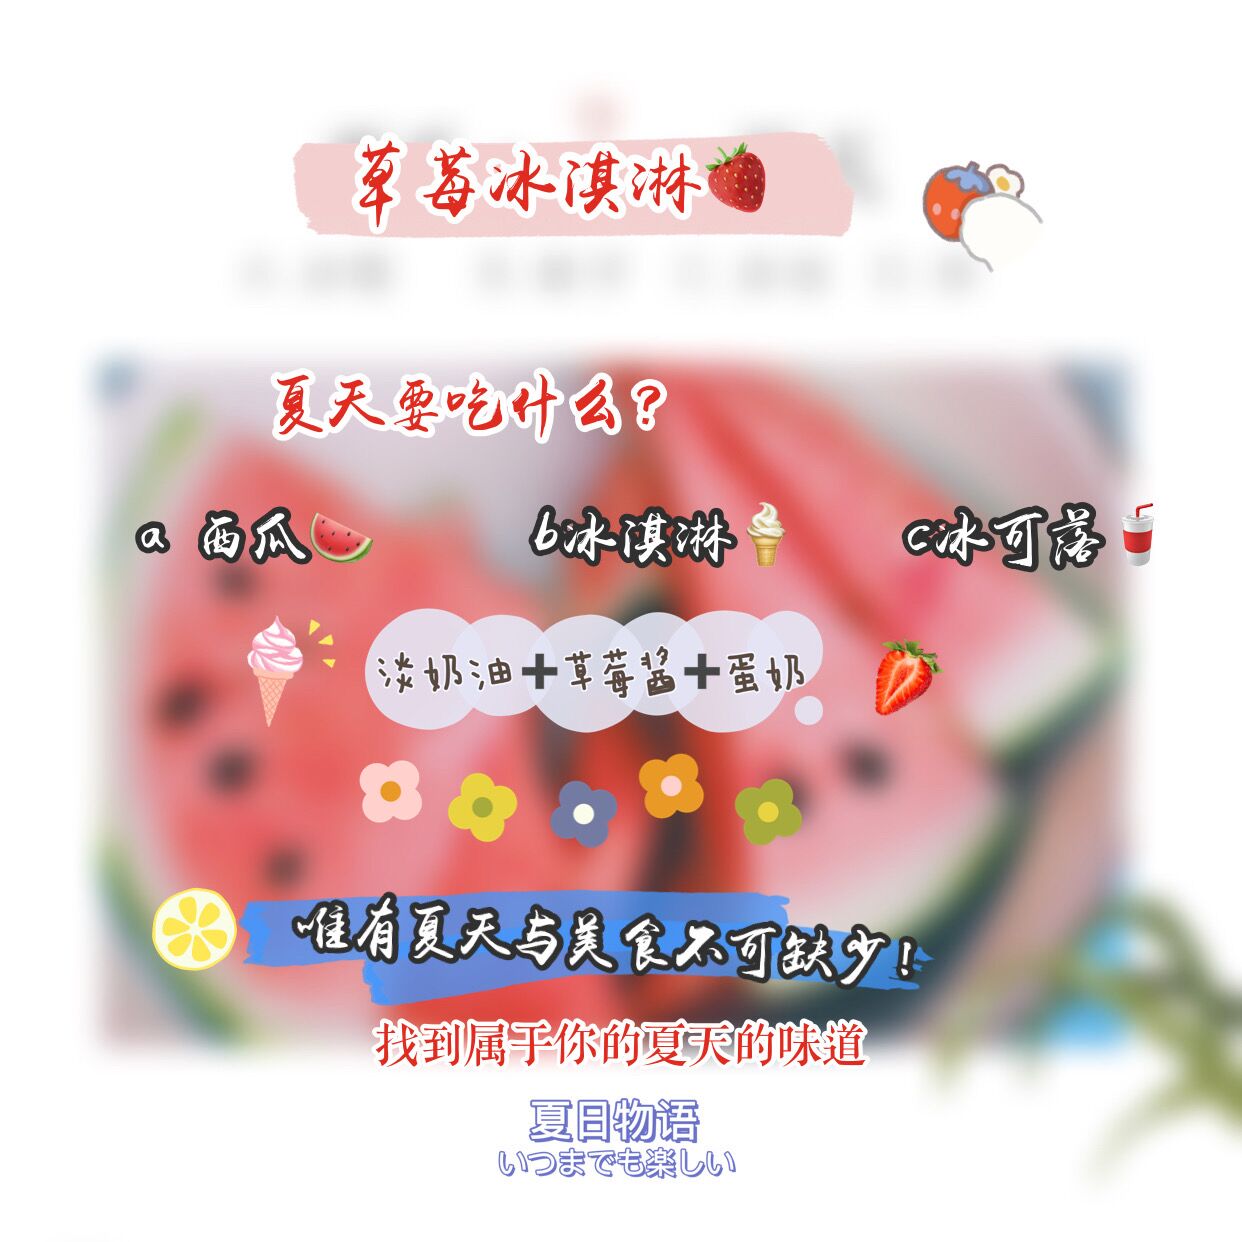 草莓冰淇淋
夏天要吃什么？
a 西瓜 b冰淇淋 c冰可落
淡奶油+草莓酱+蛋奶
唯有夏天与美食不可缺少！
找到属于你的夏天的味道
夏日物语
いつまでも楽しい